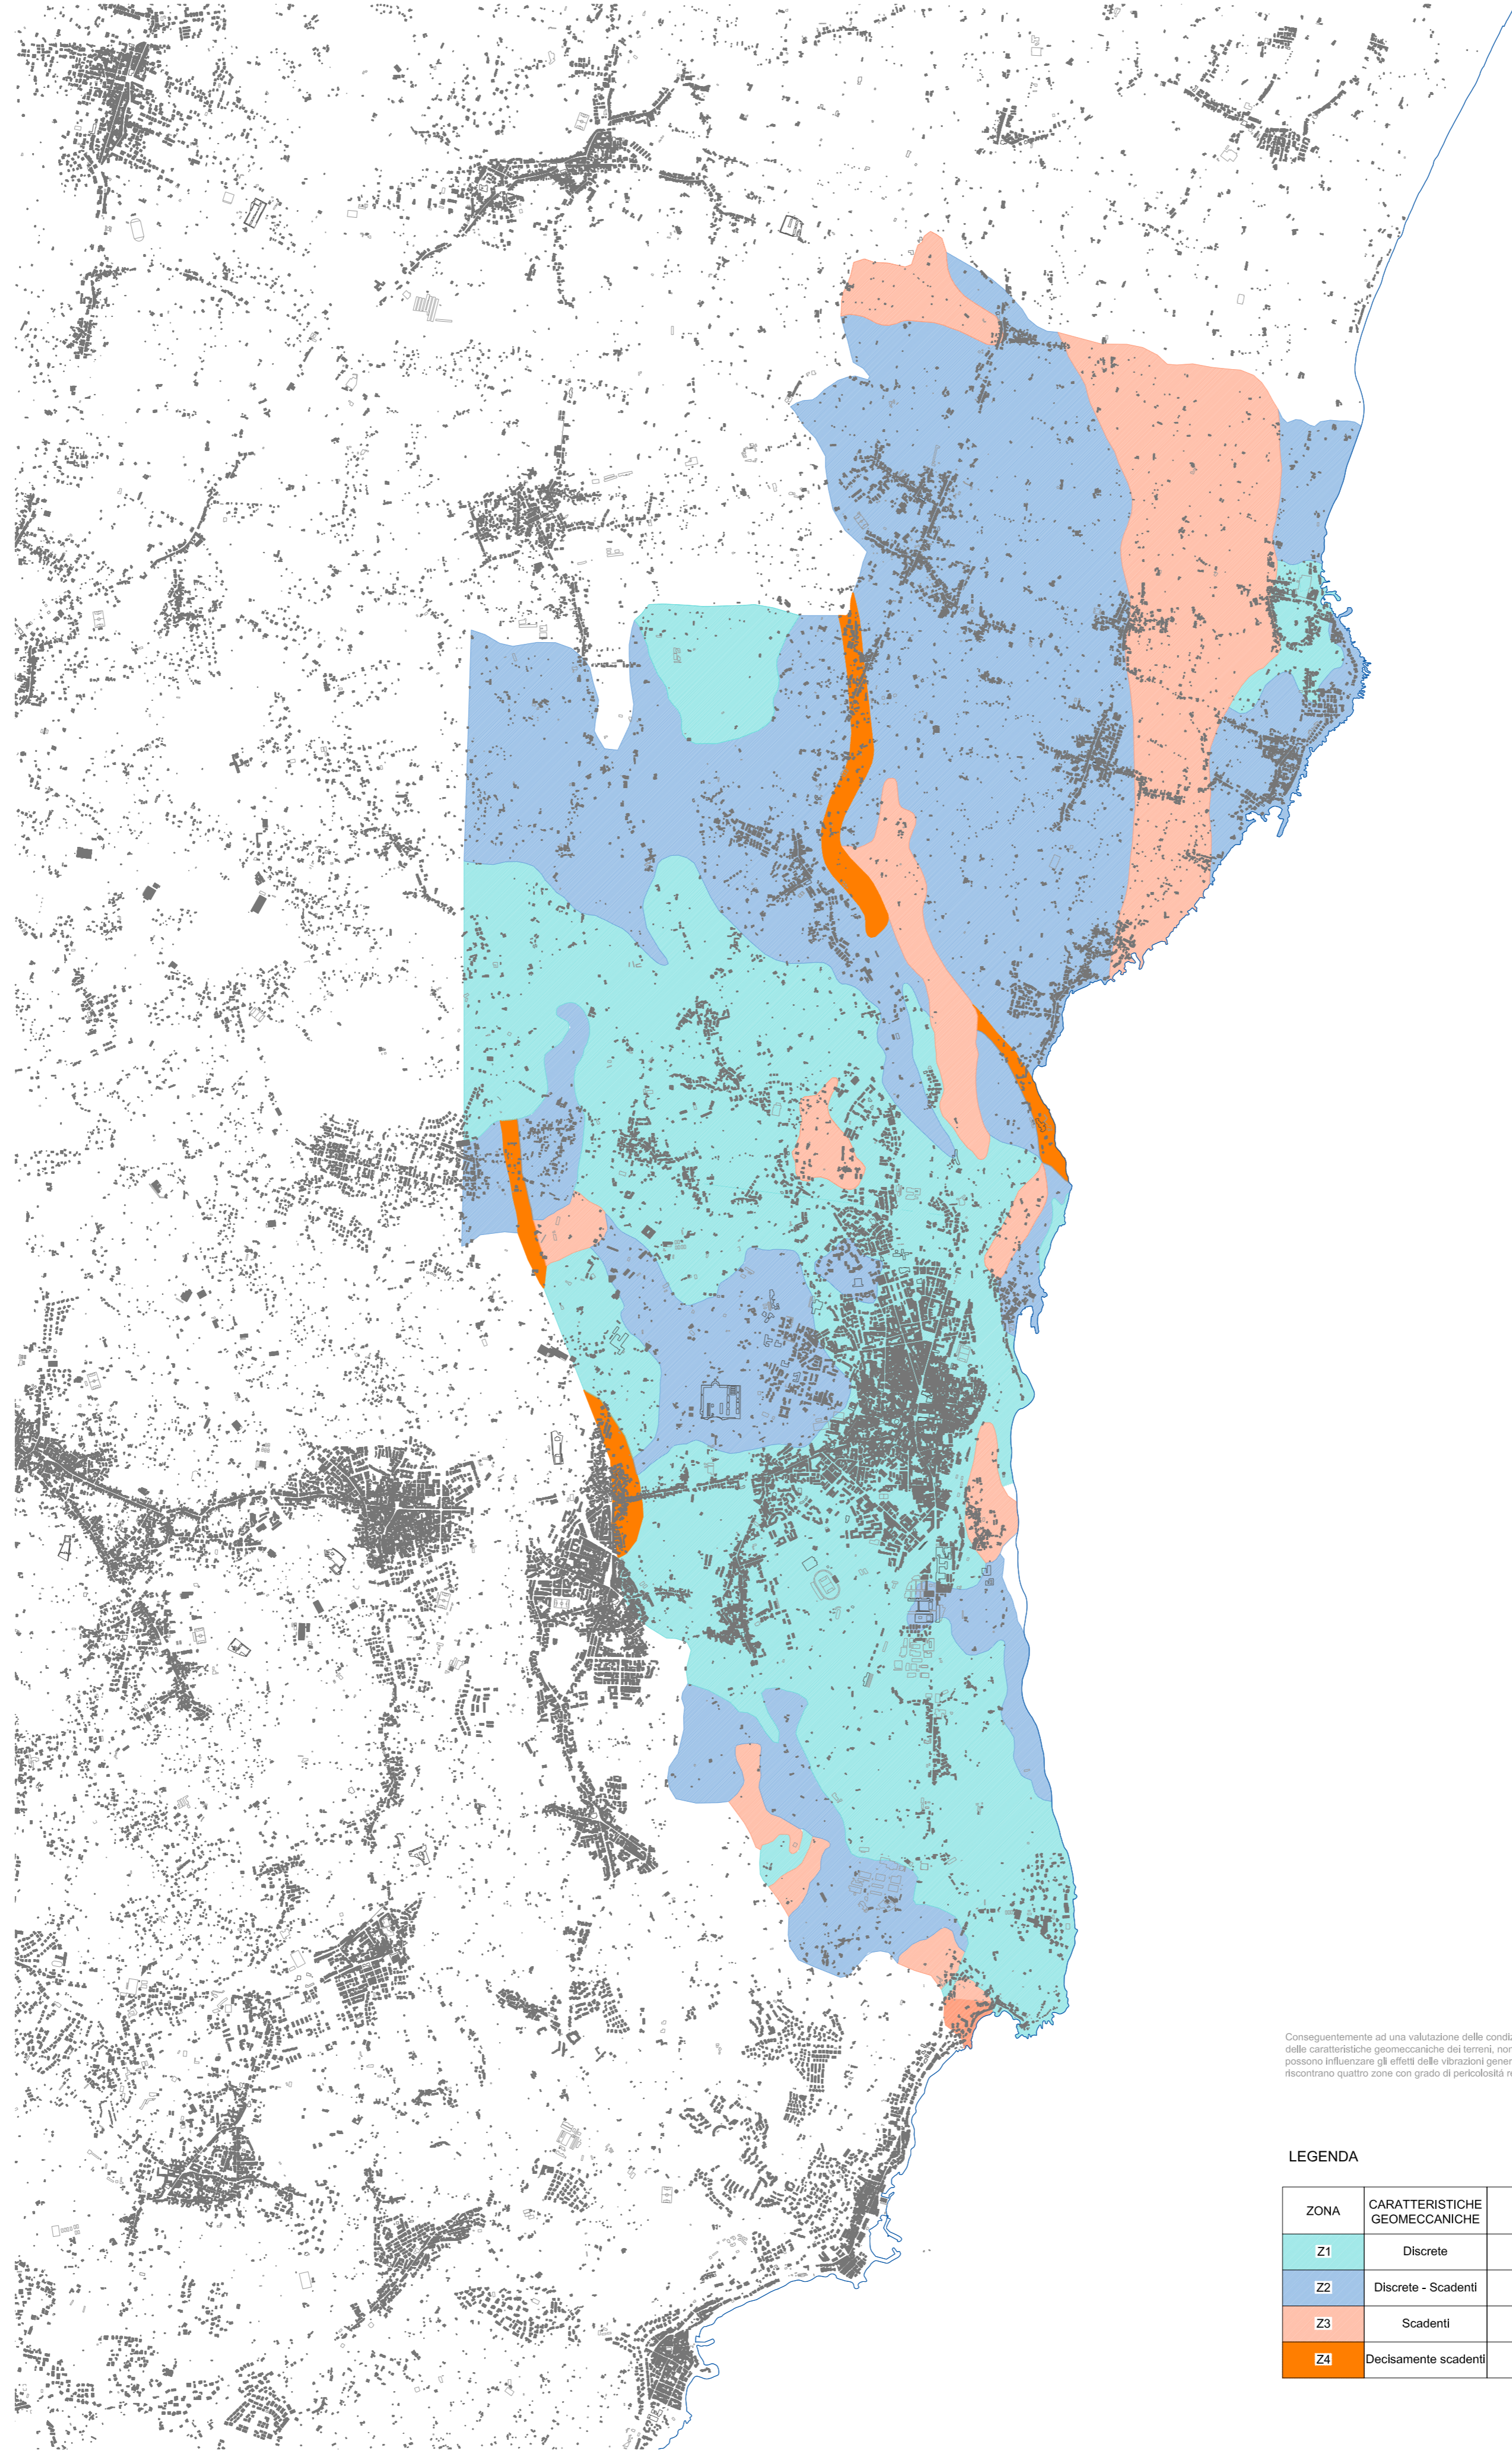 Conseguentemente ad una valutazione delle condiz
delle caratteristiche geomeccaniche dei terreni, non
possono influenzare gli effetti delle vibrazioni gener
riscontrano quattro zone con grado di pericolosità re
LEGENDA
ZONA
CARATTERISTICHE
GEOMECCANICHE
Z1
Discrete
Z2
Discrete - Scadenti
Z3
Scadenti
Z4
Decisamente scadenti